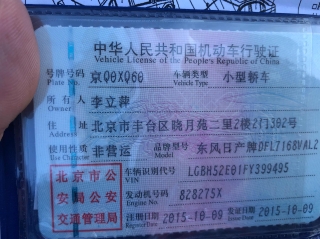 中华人民共和国机动车行驶证
Vehicle License of the People's Republic of China
号牌号码 京Q0XQ60 车辆类型 小型轿车
Plate No. Vehicle Type
所有人 李立萍
Owner
住址 北京市丰台区晓月苑二里2楼2门302号
Address
使用性质 非营运 品牌型号 东风日产牌DFL7168VAL2
Use Character Model
北京市公 车辆识别代号 LGBH52E01FY399495
VIN
安局公安 发动机号码 828275X
Engine No.
交通管理局 注册日期 2015-10-09 发证日期 2015-10-09
Register Date Issue Date